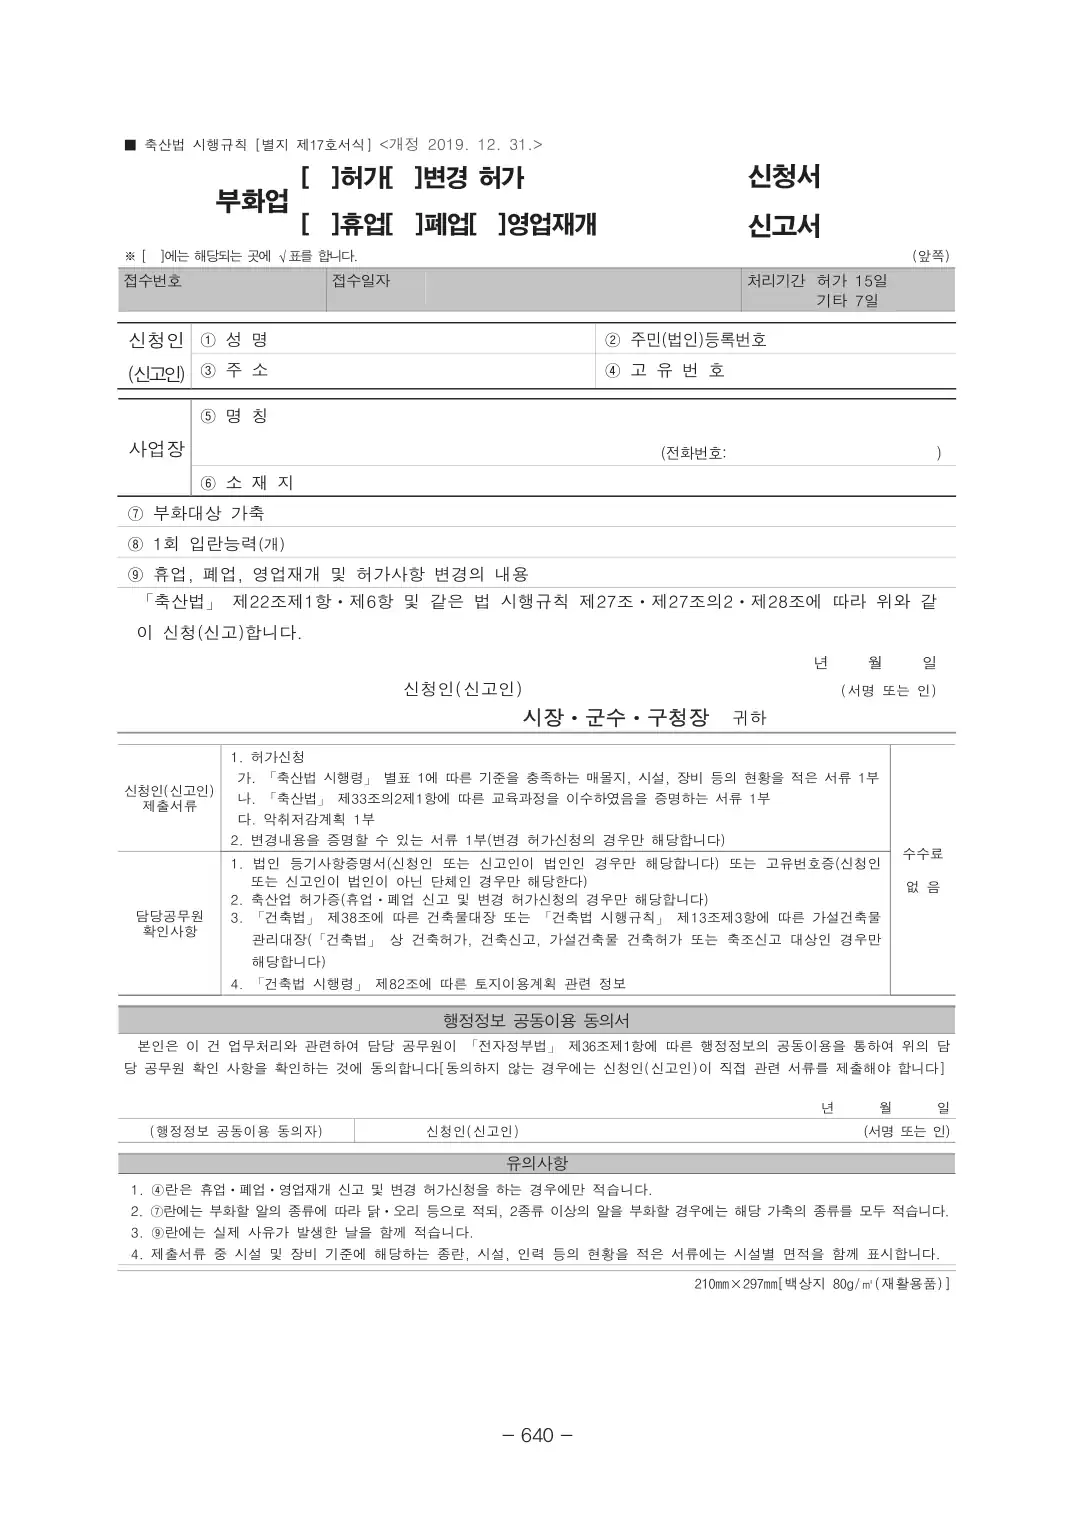 ■ 축산법 시행규칙 [별지 제17호서식] <개정 2019. 12. 31.>
부화업 [  ]허가[  ]변경 허가 신청서
[  ]휴업[  ]폐업[  ]영업재개 신고서
※ [  ]에는 해당되는 곳에 √표를 합니다. (앞쪽)
접수번호 접수일자 처리기간 허가 15일
기타 7일
신청인 ① 성 명 ② 주민(법인)등록번호
(신고인) ③ 주 소 ④ 고 유 번 호
⑤ 명 칭
사업장 (전화번호: )
⑥ 소 재 지
⑦ 부화대상 가축
⑧ 1회 입란능력(개)
⑨ 휴업, 폐업, 영업재개 및 허가사항 변경의 내용
「축산법」 제22조제1항·제6항 및 같은 법 시행규칙 제27조·제27조의2·제28조에 따라 위와 같
이 신청(신고)합니다.
년 월 일
신청인(신고인) (서명 또는 인)
시장·군수·구청장 귀하
신청인(신고인)
제출서류
1. 허가신청
가. 「축산법 시행령」 별표 1에 따른 기준을 충족하는 매몰지, 시설, 장비 등의 현황을 적은 서류 1부
나. 「축산법」 제33조의2제1항에 따른 교육과정을 이수하였음을 증명하는 서류 1부
다. 악취저감계획 1부
2. 변경내용을 증명할 수 있는 서류 1부(변경 허가신청의 경우만 해당합니다)
수수료
없 음
담당공무원
확인사항
1. 법인 등기사항증명서(신청인 또는 신고인이 법인인 경우만 해당합니다) 또는 고유번호증(신청인
또는 신고인이 법인이 아닌 단체인 경우만 해당한다)
2. 축산업 허가증(휴업·폐업 신고 및 변경 허가신청의 경우만 해당합니다)
3. 「건축법」 제38조에 따른 건축물대장 또는 「건축법 시행규칙」 제13조제3항에 따른 가설건축물
관리대장(「건축법」 상 건축허가, 건축신고, 가설건축물 건축허가 또는 축조신고 대상인 경우만
해당합니다)
4. 「건축법 시행령」 제82조에 따른 토지이용계획 관련 정보
행정정보 공동이용 동의서
본인은 이 건 업무처리와 관련하여 담당 공무원이 「전자정부법」 제36조제1항에 따른 행정정보의 공동이용을 통하여 위의 담
당 공무원 확인 사항을 확인하는 것에 동의합니다[동의하지 않는 경우에는 신청인(신고인)이 직접 관련 서류를 제출해야 합니다]
년 월 일
(행정정보 공동이용 동의자) 신청인(신고인) (서명 또는 인)
유의사항
1. ④란은 휴업·폐업·영업재개 신고 및 변경 허가신청을 하는 경우에만 적습니다.
2. ⑦란에는 부화할 알의 종류에 따라 닭·오리 등으로 적되, 2종류 이상의 알을 부화할 경우에는 해당 가축의 종류를 모두 적습니다.
3. ⑨란에는 실제 사유가 발생한 날을 함께 적습니다.
4. 제출서류 중 시설 및 장비 기준에 해당하는 종란, 시설, 인력 등의 현황을 적은 서류에는 시설별 면적을 함께 표시합니다.
210㎜×297㎜[백상지 80g/㎡(재활용품)]
- 640 -